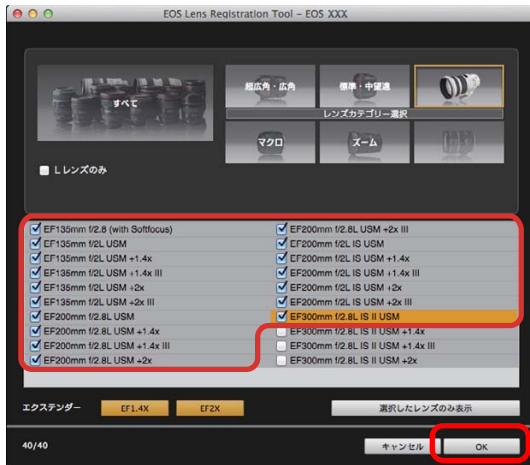 EOS Lens Registration Tool - EOS XXX
すべて
超広角・広角
標準・中望遠
レンズカテゴリー選択
マクロ
ズーム
Lレンズのみ
EF135mm f/2.8 (with Softfocus)
EF135mm f/2L USM
EF135mm f/2L USM +1.4x
EF135mm f/2L USM +1.4x III
EF135mm f/2L USM +2x
EF135mm f/2L USM +2x III
EF200mm f/2.8L USM
EF200mm f/2.8L USM +1.4x
EF200mm f/2.8L USM +1.4x III
EF200mm f/2.8L USM +2x
EF200mm f/2.8L USM +2x III
EF200mm f/2L IS USM
EF200mm f/2L IS USM +1.4x
EF200mm f/2L IS USM +1.4x III
EF200mm f/2L IS USM +2x
EF200mm f/2L IS USM +2x III
EF300mm f/2.8L IS II USM
EF300mm f/2.8L IS II USM +1.4x
EF300mm f/2.8L IS II USM +1.4x III
EF300mm f/2.8L IS II USM +2x
エクステンダー
EF1.4X
EF2X
選択したレンズのみ表示
40/40
キャンセル
OK